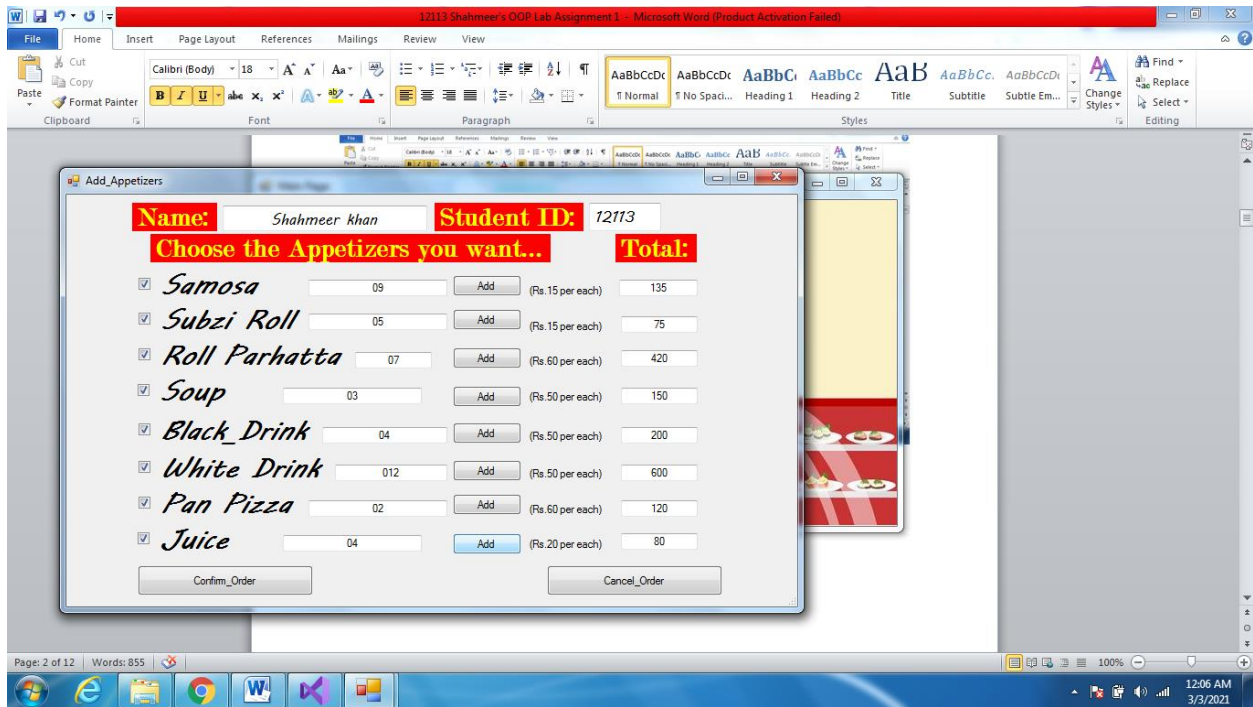 12113 Shahmeer's OOP Lab Assignment 1 - Microsoft Word (Product Activation Failed)
File Home Insert Page Layout References Mailings Review View
Cut
Copy
Format Painter
Paste
Clipboard
Calibri (Body) 18
Font
Paragraph
AaBbCcDc AaBbCcDc AaBbC AaBbCc AaB AaBbCc. AaBbCcDc
¶ Normal ¶ No Spaci... Heading 1 Heading 2 Title Subtitle Subtle Em...
Change Styles
Styles
Find
Replace
Select
Editing
Add_Appetizers
Name: Shahmeer khan Student ID: 12113
Choose the Appetizers you want... Total:
Samosa 09 Add (Rs.15 per each) 135
Subzi Roll 05 Add (Rs.15 per each) 75
Roll Parhatta 07 Add (Rs.60 per each) 420
Soup 03 Add (Rs.50 per each) 150
Black_Drink 04 Add (Rs.50 per each) 200
White Drink 012 Add (Rs.50 per each) 600
Pan Pizza 02 Add (Rs.60 per each) 120
Juice 04 Add (Rs.20 per each) 80
Confirm_Order Cancel_Order
Page: 2 of 12 Words: 855 100%
12:06 AM
3/3/2021